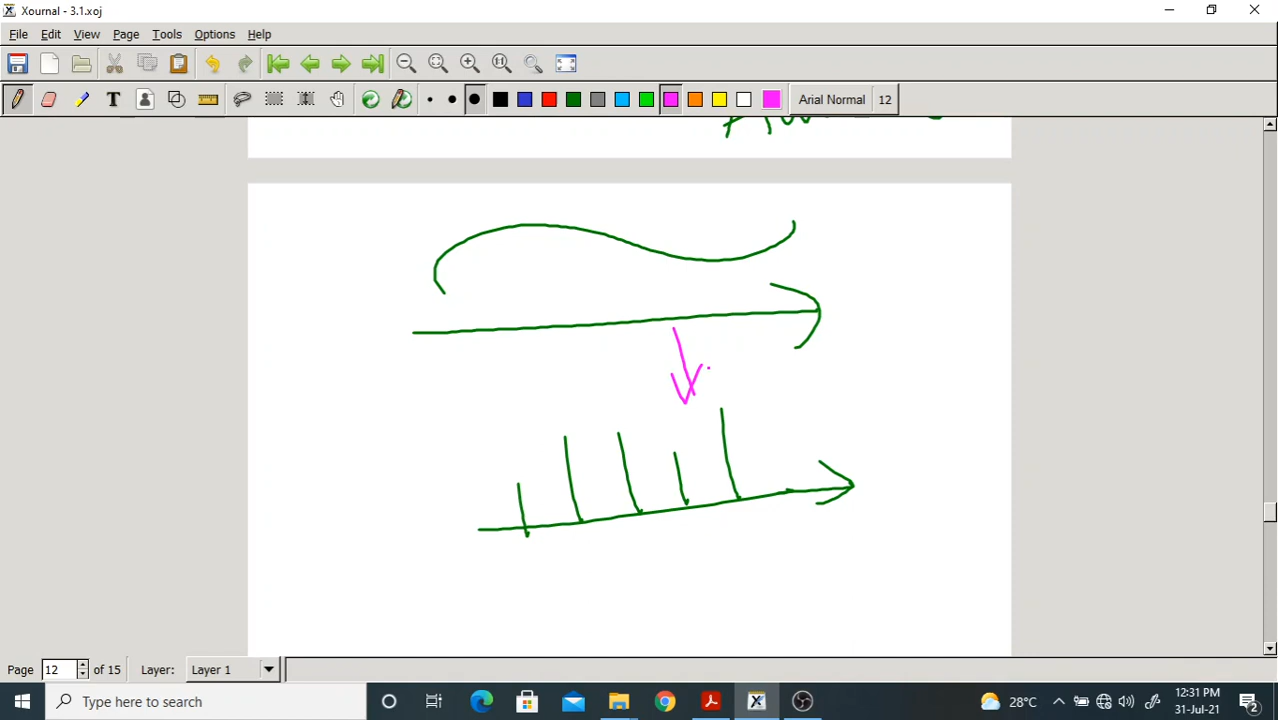 Xournal - 3.1.xoj
File Edit View Page Tools Options Help
Arial Normal 12
Page 12 of 15 Layer: Layer 1
Type here to search
28°C
12:31 PM
31-Jul-21
2